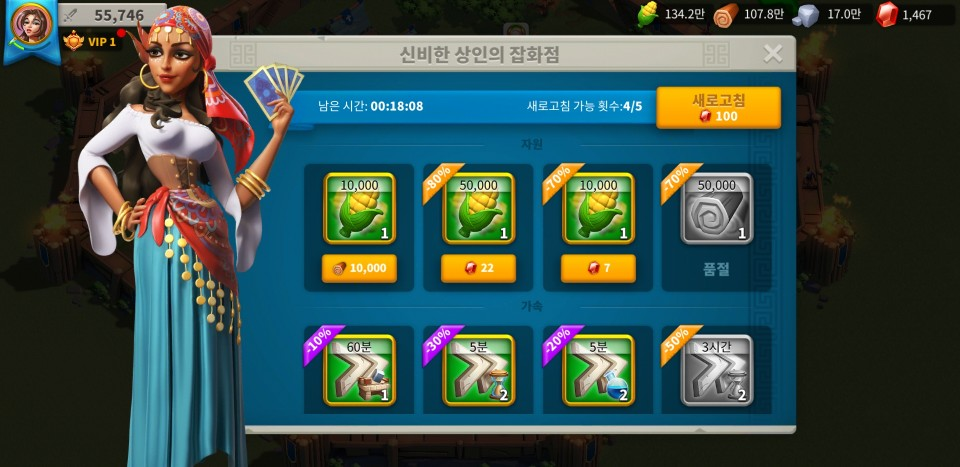 55,746
134.2만
107.8만
17.0만
1,467
VIP 1
신비한 상인의 잡화점
남은 시간: 00:18:08
새로고침 가능 횟수:4/5
새로고침
100
자원
10,000
1
10,000
-80%
50,000
1
22
-70%
10,000
1
7
-70%
50,000
1
품절
가속
-10%
60분
1
-30%
5분
2
-20%
5분
2
-50%
3시간
2